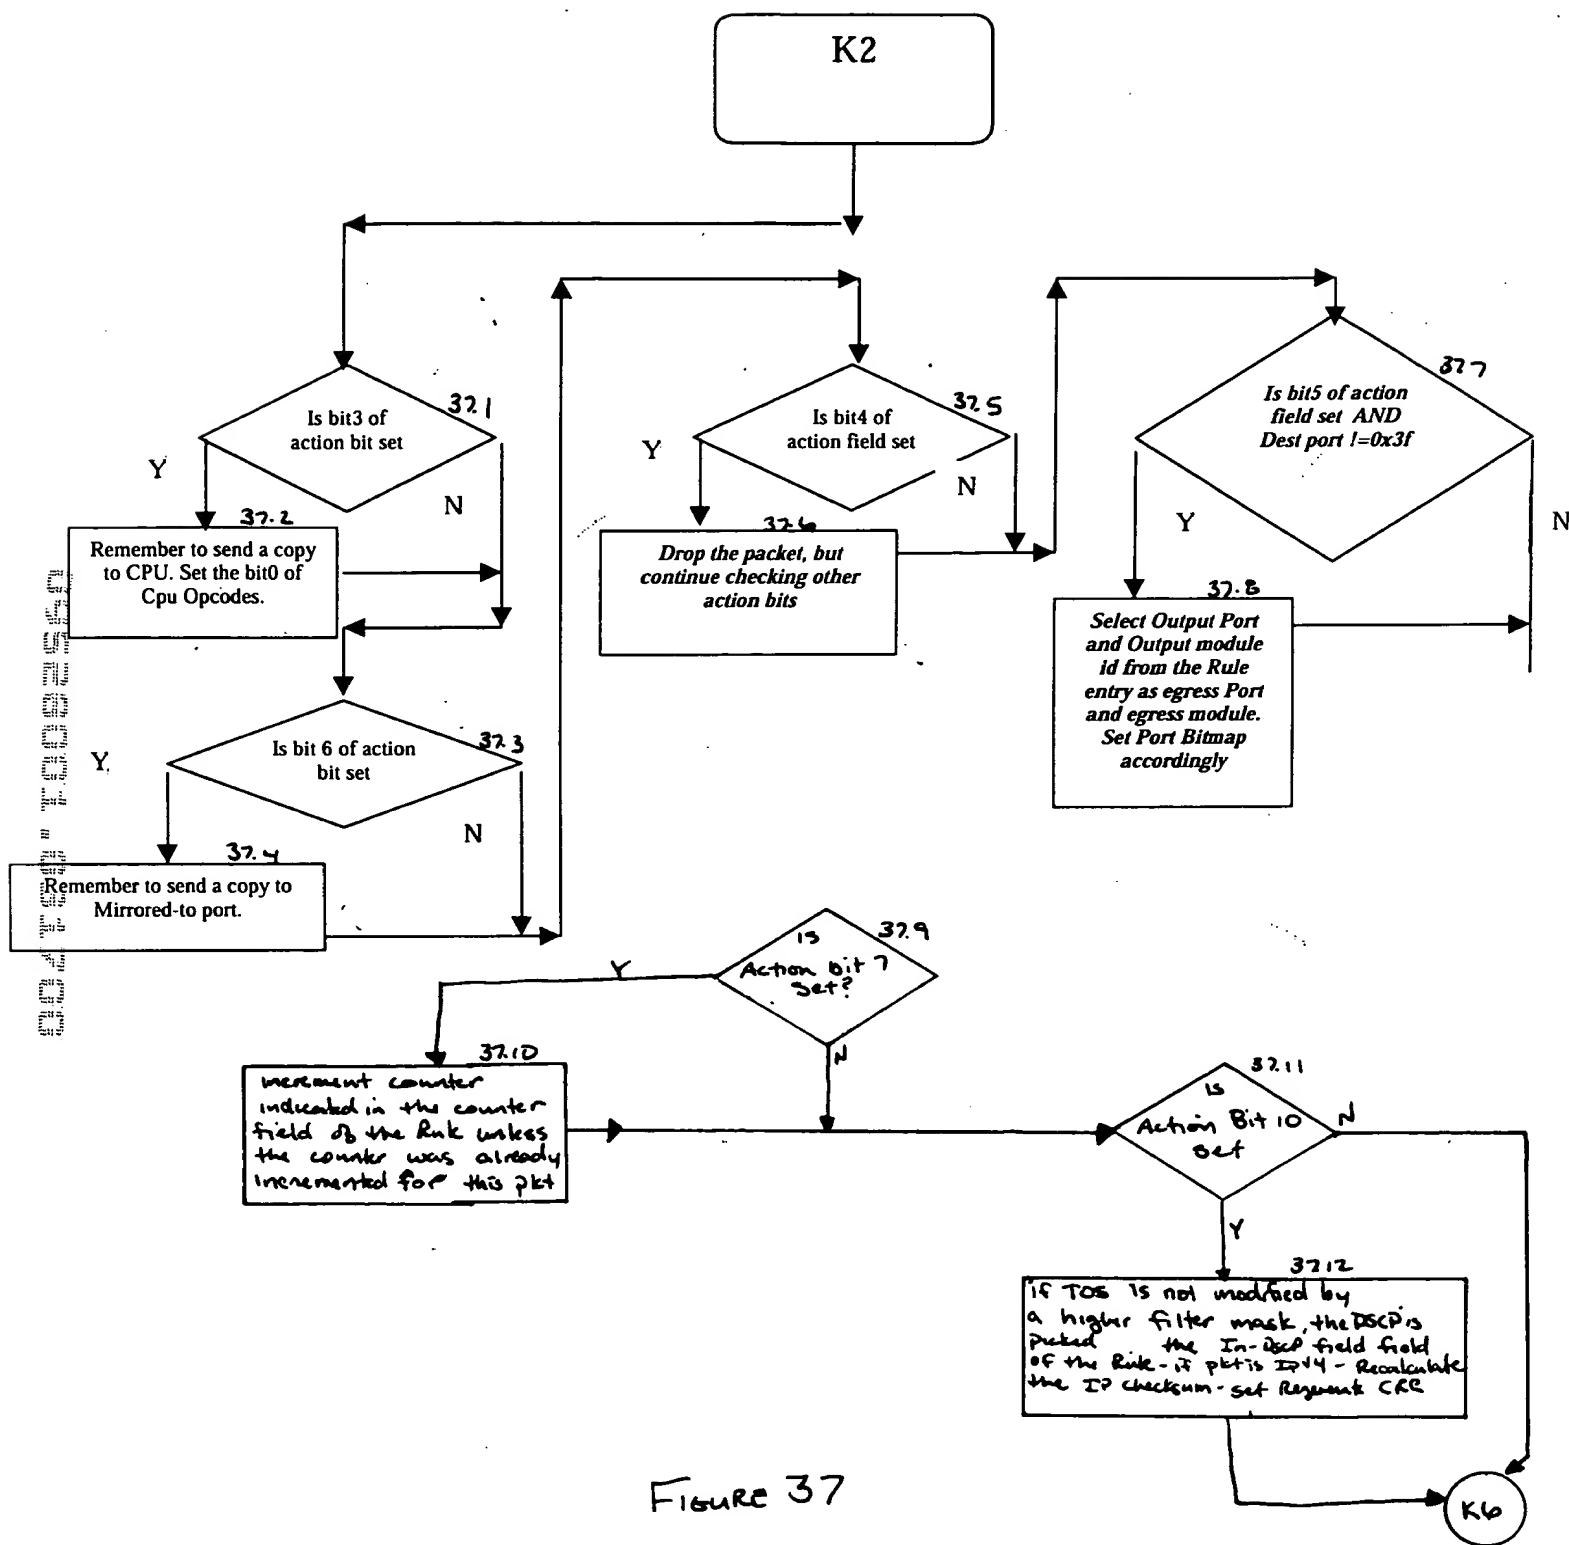 K2
37.1
Is bit3 of
action bit set
Y
N
37.2
Remember to send a copy
to CPU. Set the bit0 of
Cpu Opcodes.
37.3
Is bit 6 of action
bit set
Y
N
37.4
Remember to send a copy to
Mirrored-to port.
37.5
Is bit4 of
action field set
Y
N
37.6
Drop the packet, but
continue checking other
action bits
37.7
Is bit5 of action
field set AND
Dest port !=0x3f
Y
N
37.8
Select Output Port
and Output module
id from the Rule
entry as egress Port
and egress module.
Set Port Bitmap
accordingly
37.9
is
Action bit 7
set?
Y
N
37.10
increment counter
indicated in the counter
field of the Rule unless
the counter was already
incremented for this pkt
37.11
is
Action Bit 10
set
N
Y
37.12
if TOS is not modified by
a higher filter mask, the DSCP is
picked the In-DSCP field field
of the Rule - if pkt is IPV4 - Recalculate
the IP checksum - set Regenerate CRC
K6
FIGURE 37